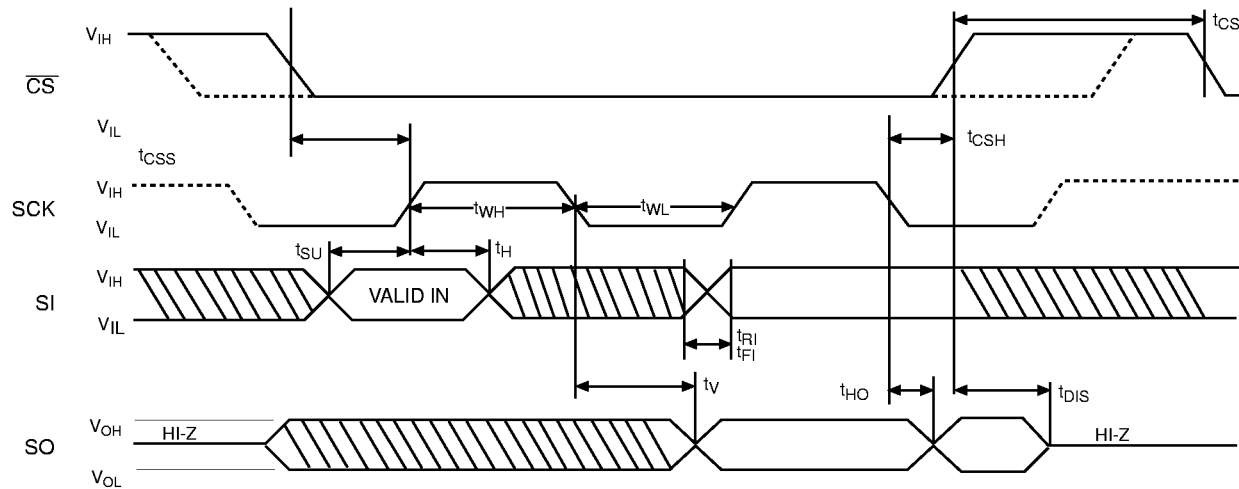 VIH
tCS
CS
VIL
tCSS
tCSH
VIH
SCK
tWH
tWL
VIL
tSU
tH
VIH
SI
VALID IN
VIL
tRI
tFI
tV
tHO
tDIS
VOH
HI-Z
HI-Z
SO
VOL